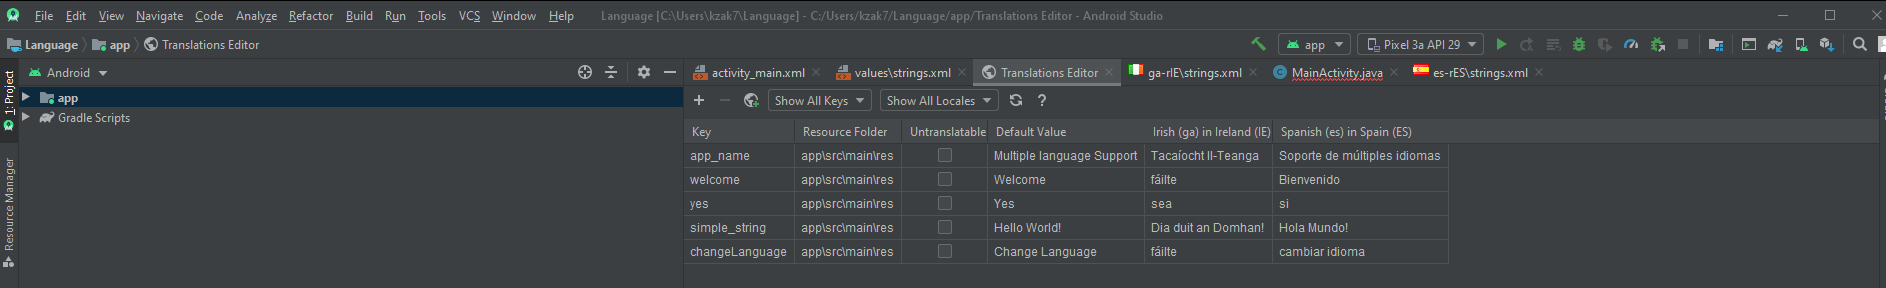 File Edit View Navigate Code Analyze Refactor Build Run Tools VCS Window Help Language [C:\Users\kzak7\Language] - C:/Users/kzak7/Language/app/Translations Editor - Android Studio
Language app Translations Editor app Pixel 3a API 29
1: Project
Resource Manager
Android
app
Gradle Scripts
activity_main.xml values\strings.xml Translations Editor ga-rIE\strings.xml MainActivity.java es-rES\strings.xml
Show All Keys Show All Locales ?
Key Resource Folder Untranslatable Default Value Irish (ga) in Ireland (IE) Spanish (es) in Spain (ES)
app_name app\src\main\res Multiple language Support Tacaíocht Il-Teanga Soporte de múltiples idiomas
welcome app\src\main\res Welcome fáilte Bienvenido
yes app\src\main\res Yes sea si
simple_string app\src\main\res Hello World! Dia duit an Domhan! Hola Mundo!
changeLanguage app\src\main\res Change Language fáilte cambiar idioma